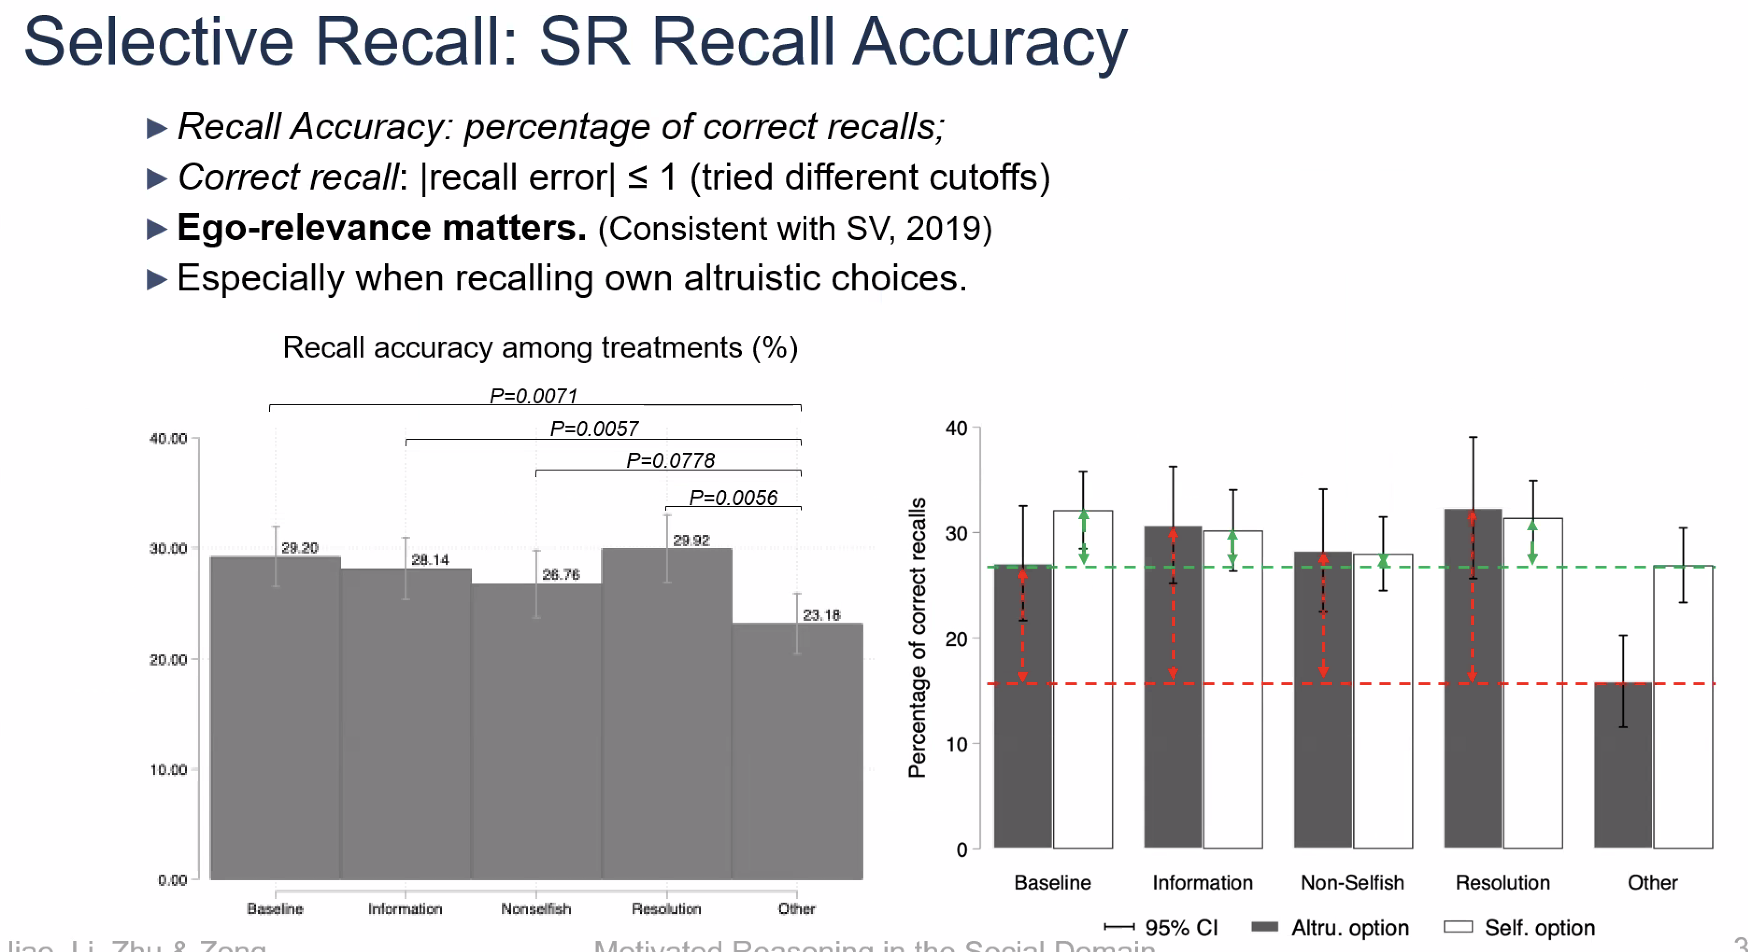 Selective Recall: SR Recall Accuracy
► Recall Accuracy: percentage of correct recalls;
► Correct recall: |recall error| ≤ 1 (tried different cutoffs)
► Ego-relevance matters. (Consistent with SV, 2019)
► Especially when recalling own altruistic choices.
Recall accuracy among treatments (%)
P=0.0071
P=0.0057
P=0.0778
P=0.0056
40.00
30.00
20.00
10.00
0.00
29.20
28.14
26.76
29.92
23.18
Baseline Information Nonselfish Resolution Other
Percentage of correct recalls
40
30
20
10
0
Baseline Information Non-Selfish Resolution Other
95% CI Altru. option Self. option
Jiao, Li, Zhu & Zong Motivated Reasoning in the Social Domain 3